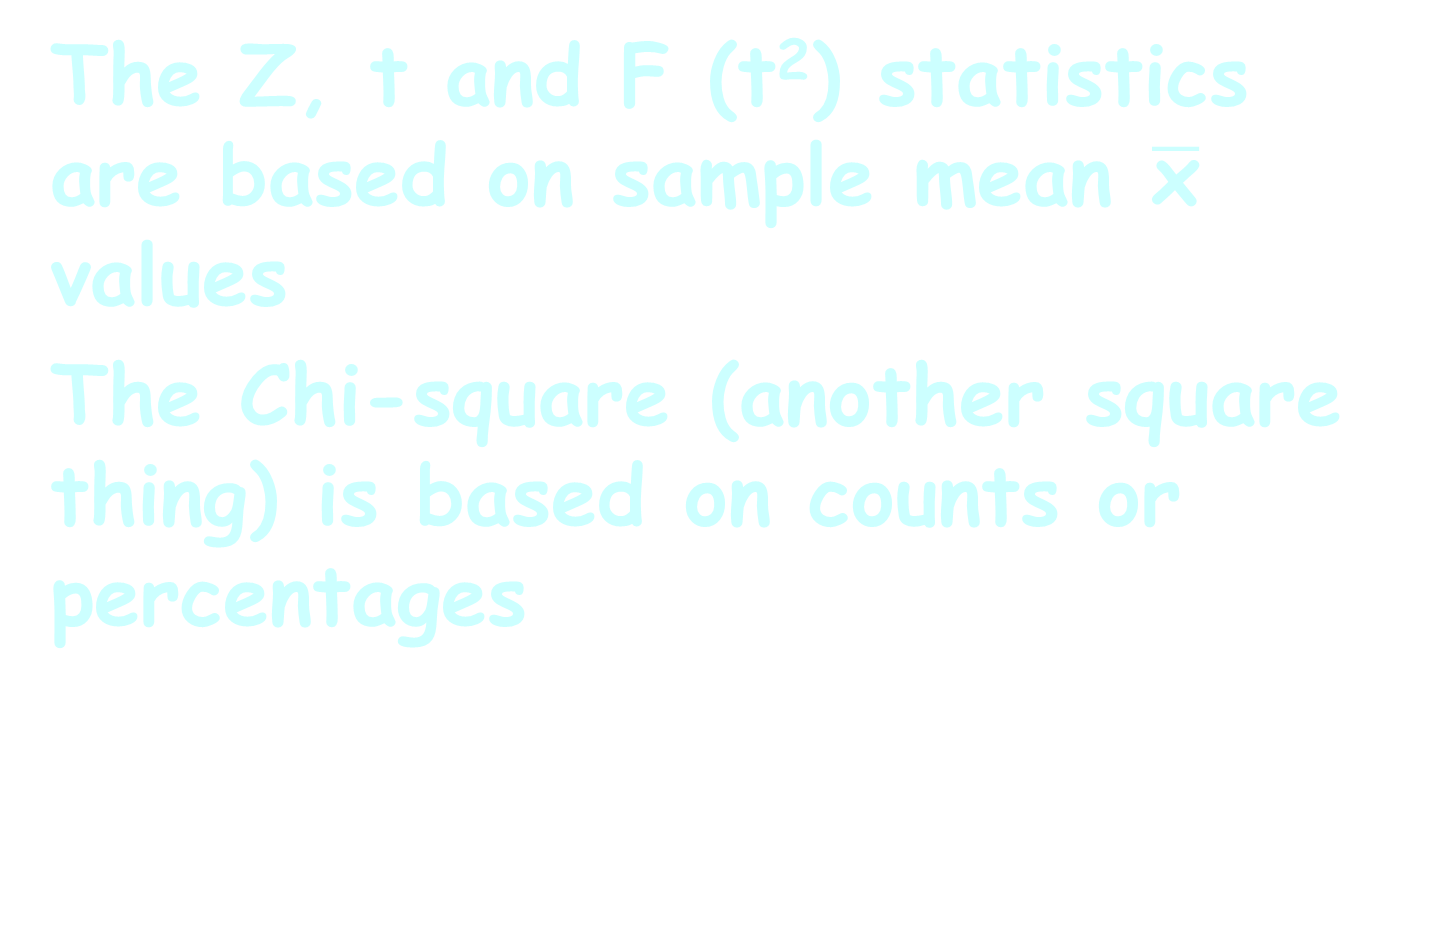 The Z, t and F (t²) statistics
are based on sample mean x̅
values
The Chi-square (another square
thing) is based on counts or
percentages